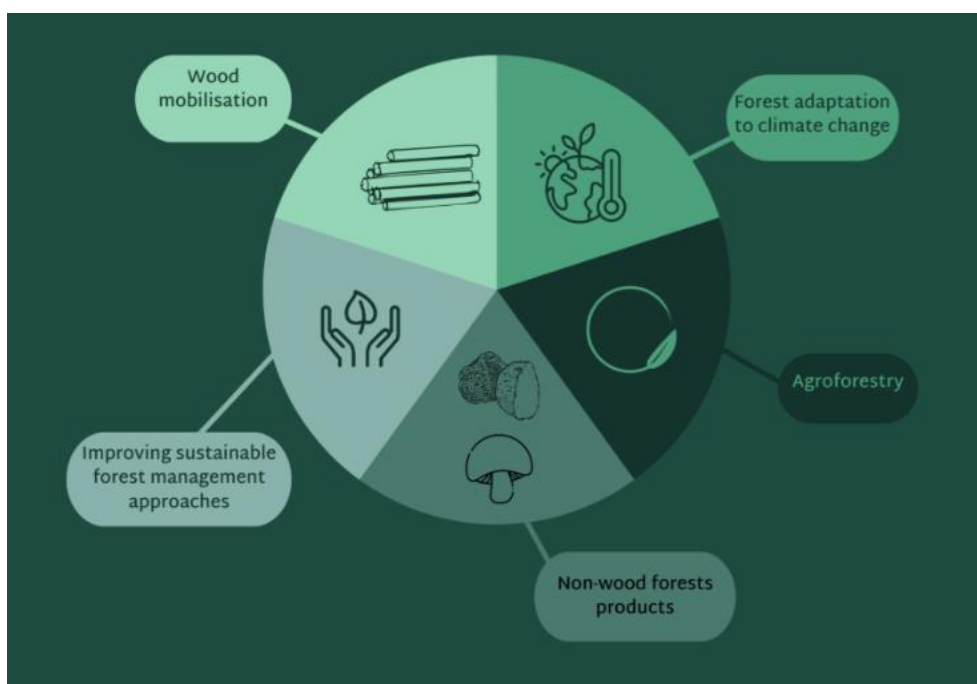 Wood
mobilisation
Forest adaptation
to climate change
Agroforestry
Improving sustainable
forest management
approaches
Non-wood forests
products